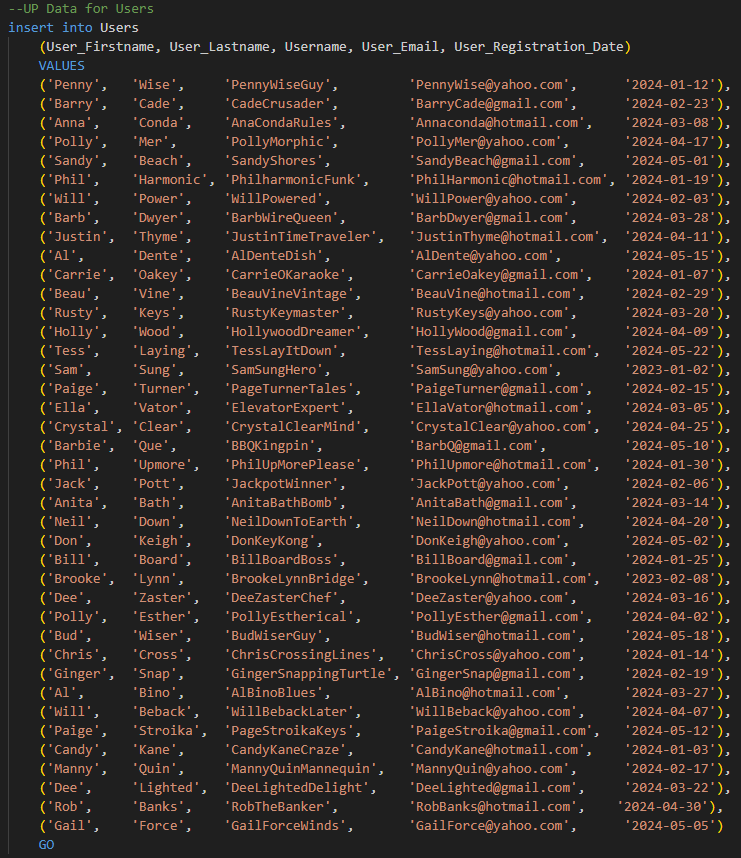 --UP Data for Users
insert into Users
(User_Firstname, User_Lastname, Username, User_Email, User_Registration_Date)
VALUES
('Penny', 'Wise', 'PennyWiseGuy', 'PennyWise@yahoo.com', '2024-01-12'),
('Barry', 'Cade', 'CadeCrusader', 'BarryCade@gmail.com', '2024-02-23'),
('Anna', 'Conda', 'AnaCondaRules', 'Annaconda@hotmail.com', '2024-03-08'),
('Polly', 'Mer', 'PollyMorphic', 'PollyMer@yahoo.com', '2024-04-17'),
('Sandy', 'Beach', 'SandyShores', 'SandyBeach@gmail.com', '2024-05-01'),
('Phil', 'Harmonic', 'PhilharmonicFunk', 'PhilHarmonic@hotmail.com', '2024-01-19'),
('Will', 'Power', 'WillPowered', 'WillPower@yahoo.com', '2024-02-03'),
('Barb', 'Dwyer', 'BarbWireQueen', 'BarbDwyer@gmail.com', '2024-03-28'),
('Justin', 'Thyme', 'JustinTimeTraveler', 'JustinThyme@hotmail.com', '2024-04-11'),
('Al', 'Dente', 'AlDenteDish', 'AlDente@yahoo.com', '2024-05-15'),
('Carrie', 'Oakey', 'CarrieOKaraoke', 'CarrieOakey@gmail.com', '2024-01-07'),
('Beau', 'Vine', 'BeauVineVintage', 'BeauVine@hotmail.com', '2024-02-29'),
('Rusty', 'Keys', 'RustyKeymaster', 'RustyKeys@yahoo.com', '2024-03-20'),
('Holly', 'Wood', 'HollywoodDreamer', 'HollyWood@gmail.com', '2024-04-09'),
('Tess', 'Laying', 'TessLayItDown', 'TessLaying@hotmail.com', '2024-05-22'),
('Sam', 'Sung', 'SamSungHero', 'SamSung@yahoo.com', '2023-01-02'),
('Paige', 'Turner', 'PageTurnerTales', 'PaigeTurner@gmail.com', '2024-02-15'),
('Ella', 'Vator', 'ElevatorExpert', 'EllaVator@hotmail.com', '2024-03-05'),
('Crystal', 'Clear', 'CrystalClearMind', 'CrystalClear@yahoo.com', '2024-04-25'),
('Barbie', 'Que', 'BBQKingpin', 'BarbQ@gmail.com', '2024-05-10'),
('Phil', 'Upmore', 'PhilUpMorePlease', 'PhilUpmore@hotmail.com', '2024-01-30'),
('Jack', 'Pott', 'JackpotWinner', 'JackPott@yahoo.com', '2024-02-06'),
('Anita', 'Bath', 'AnitaBathBomb', 'AnitaBath@gmail.com', '2024-03-14'),
('Neil', 'Down', 'NeilDownToEarth', 'NeilDown@hotmail.com', '2024-04-20'),
('Don', 'Keigh', 'DonKeyKong', 'DonKeigh@yahoo.com', '2024-05-02'),
('Bill', 'Board', 'BillBoardBoss', 'BillBoard@gmail.com', '2024-01-25'),
('Brooke', 'Lynn', 'BrookeLynnBridge', 'BrookeLynn@hotmail.com', '2023-02-08'),
('Dee', 'Zaster', 'DeeZasterChef', 'DeeZaster@yahoo.com', '2024-03-16'),
('Polly', 'Esther', 'PollyEstherical', 'PollyEsther@gmail.com', '2024-04-02'),
('Bud', 'Wiser', 'BudWiserGuy', 'BudWiser@hotmail.com', '2024-05-18'),
('Chris', 'Cross', 'ChrisCrossingLines', 'ChrisCross@yahoo.com', '2024-01-14'),
('Ginger', 'Snap', 'GingerSnappingTurtle', 'GingerSnap@gmail.com', '2024-02-19'),
('Al', 'Bino', 'AlBinoBlues', 'AlBino@hotmail.com', '2024-03-27'),
('Will', 'Beback', 'WillBebackLater', 'WillBeback@yahoo.com', '2024-04-07'),
('Paige', 'Stroika', 'PageStroikaKeys', 'PaigeStroika@gmail.com', '2024-05-12'),
('Candy', 'Kane', 'CandyKaneCraze', 'CandyKane@hotmail.com', '2024-01-03'),
('Manny', 'Quin', 'MannyQuinMannequin', 'MannyQuin@yahoo.com', '2024-02-17'),
('Dee', 'Lighted', 'DeeLightedDelight', 'DeeLighted@gmail.com', '2024-03-22'),
('Rob', 'Banks', 'RobTheBanker', 'RobBanks@hotmail.com', '2024-04-30'),
('Gail', 'Force', 'GailForceWinds', 'GailForce@yahoo.com', '2024-05-05')
GO